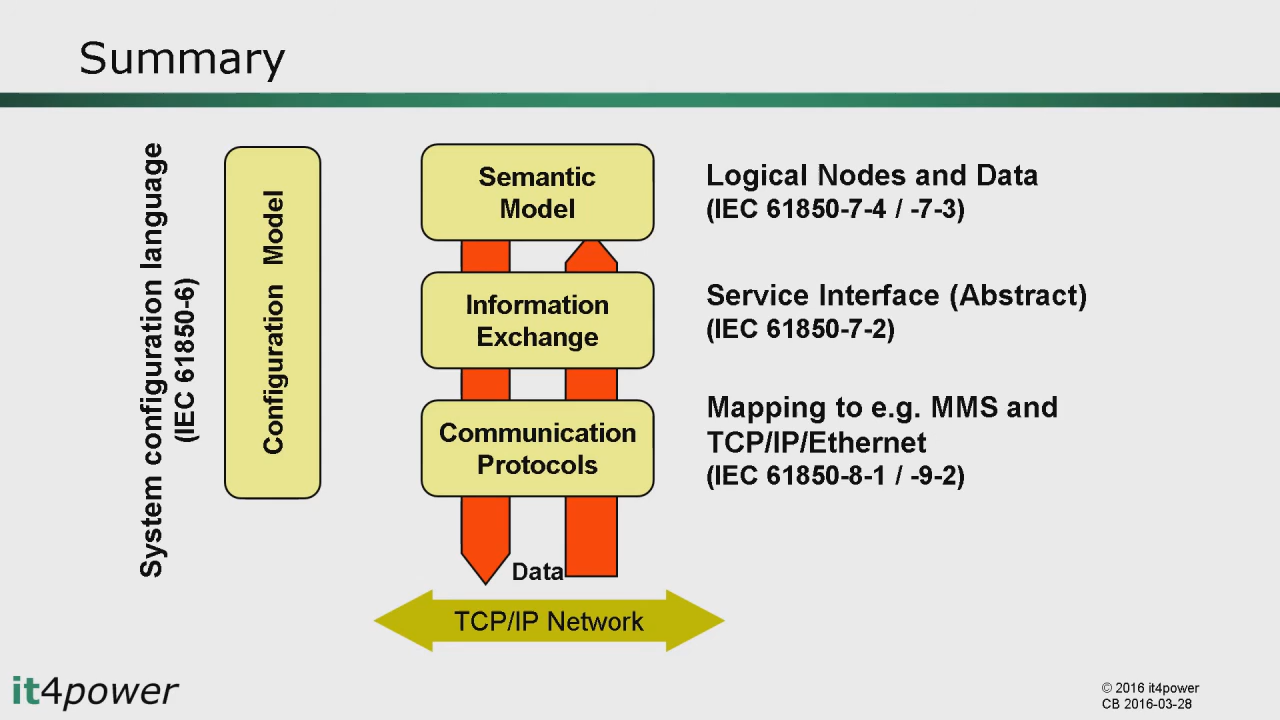 Summary
System configuration language
(IEC 61850-6)
Configuration Model
Semantic
Model
Logical Nodes and Data
(IEC 61850-7-4 / -7-3)
Information
Exchange
Service Interface (Abstract)
(IEC 61850-7-2)
Communication
Protocols
Mapping to e.g. MMS and
TCP/IP/Ethernet
(IEC 61850-8-1 / -9-2)
Data
TCP/IP Network
it4power
© 2016 it4power
CB 2016-03-28